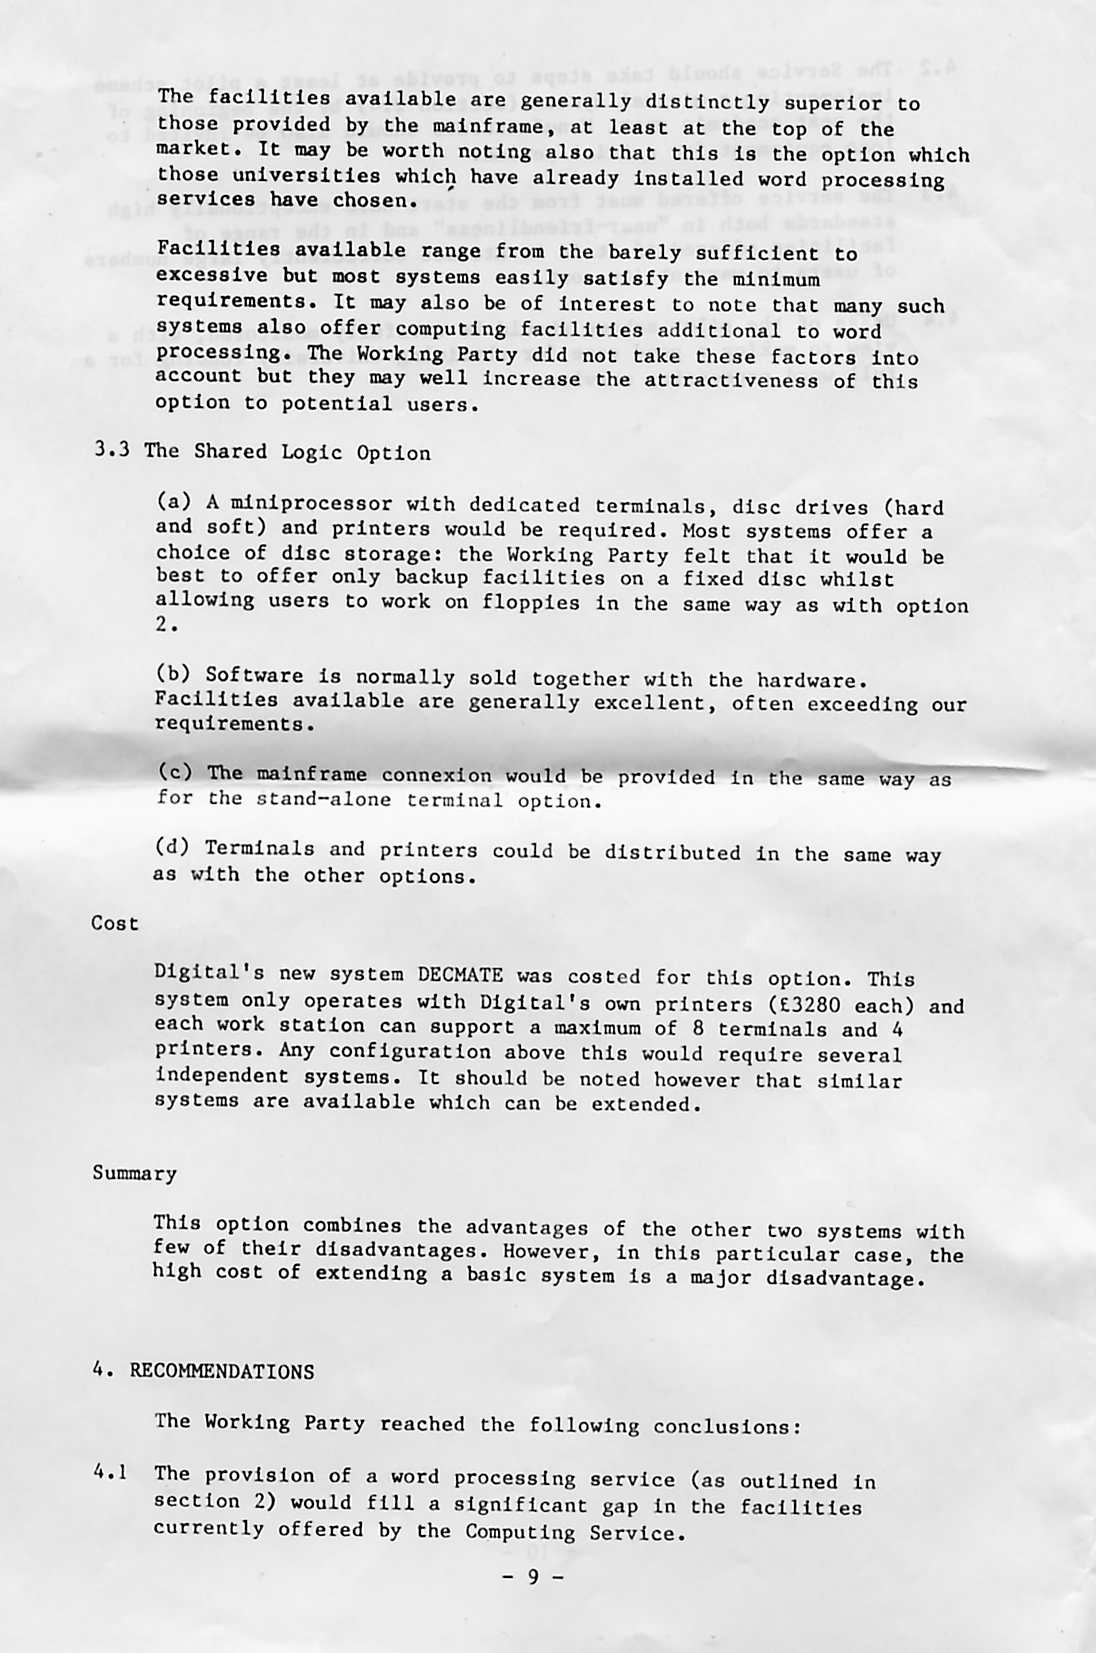 The facilities available are generally distinctly superior to
those provided by the mainframe, at least at the top of the
market. It may be worth noting also that this is the option which
those universities which have already installed word processing
services have chosen.
Facilities available range from the barely sufficient to
excessive but most systems easily satisfy the minimum
requirements. It may also be of interest to note that many such
systems also offer computing facilities additional to word
processing. The Working Party did not take these factors into
account but they may well increase the attractiveness of this
option to potential users.
3.3 The Shared Logic Option
(a) A miniprocessor with dedicated terminals, disc drives (hard
and soft) and printers would be required. Most systems offer a
choice of disc storage: the Working Party felt that it would be
best to offer only backup facilities on a fixed disc whilst
allowing users to work on floppies in the same way as with option
2.
(b) Software is normally sold together with the hardware.
Facilities available are generally excellent, often exceeding our
requirements.
(c) The mainframe connexion would be provided in the same way as
for the stand-alone terminal option.
(d) Terminals and printers could be distributed in the same way
as with the other options.
Cost
Digital's new system DECMATE was costed for this option. This
system only operates with Digital's own printers (£3280 each) and
each work station can support a maximum of 8 terminals and 4
printers. Any configuration above this would require several
independent systems. It should be noted however that similar
systems are available which can be extended.
Summary
This option combines the advantages of the other two systems with
few of their disadvantages. However, in this particular case, the
high cost of extending a basic system is a major disadvantage.
4. RECOMMENDATIONS
The Working Party reached the following conclusions:
4.1 The provision of a word processing service (as outlined in
section 2) would fill a significant gap in the facilities
currently offered by the Computing Service.
- 9 -